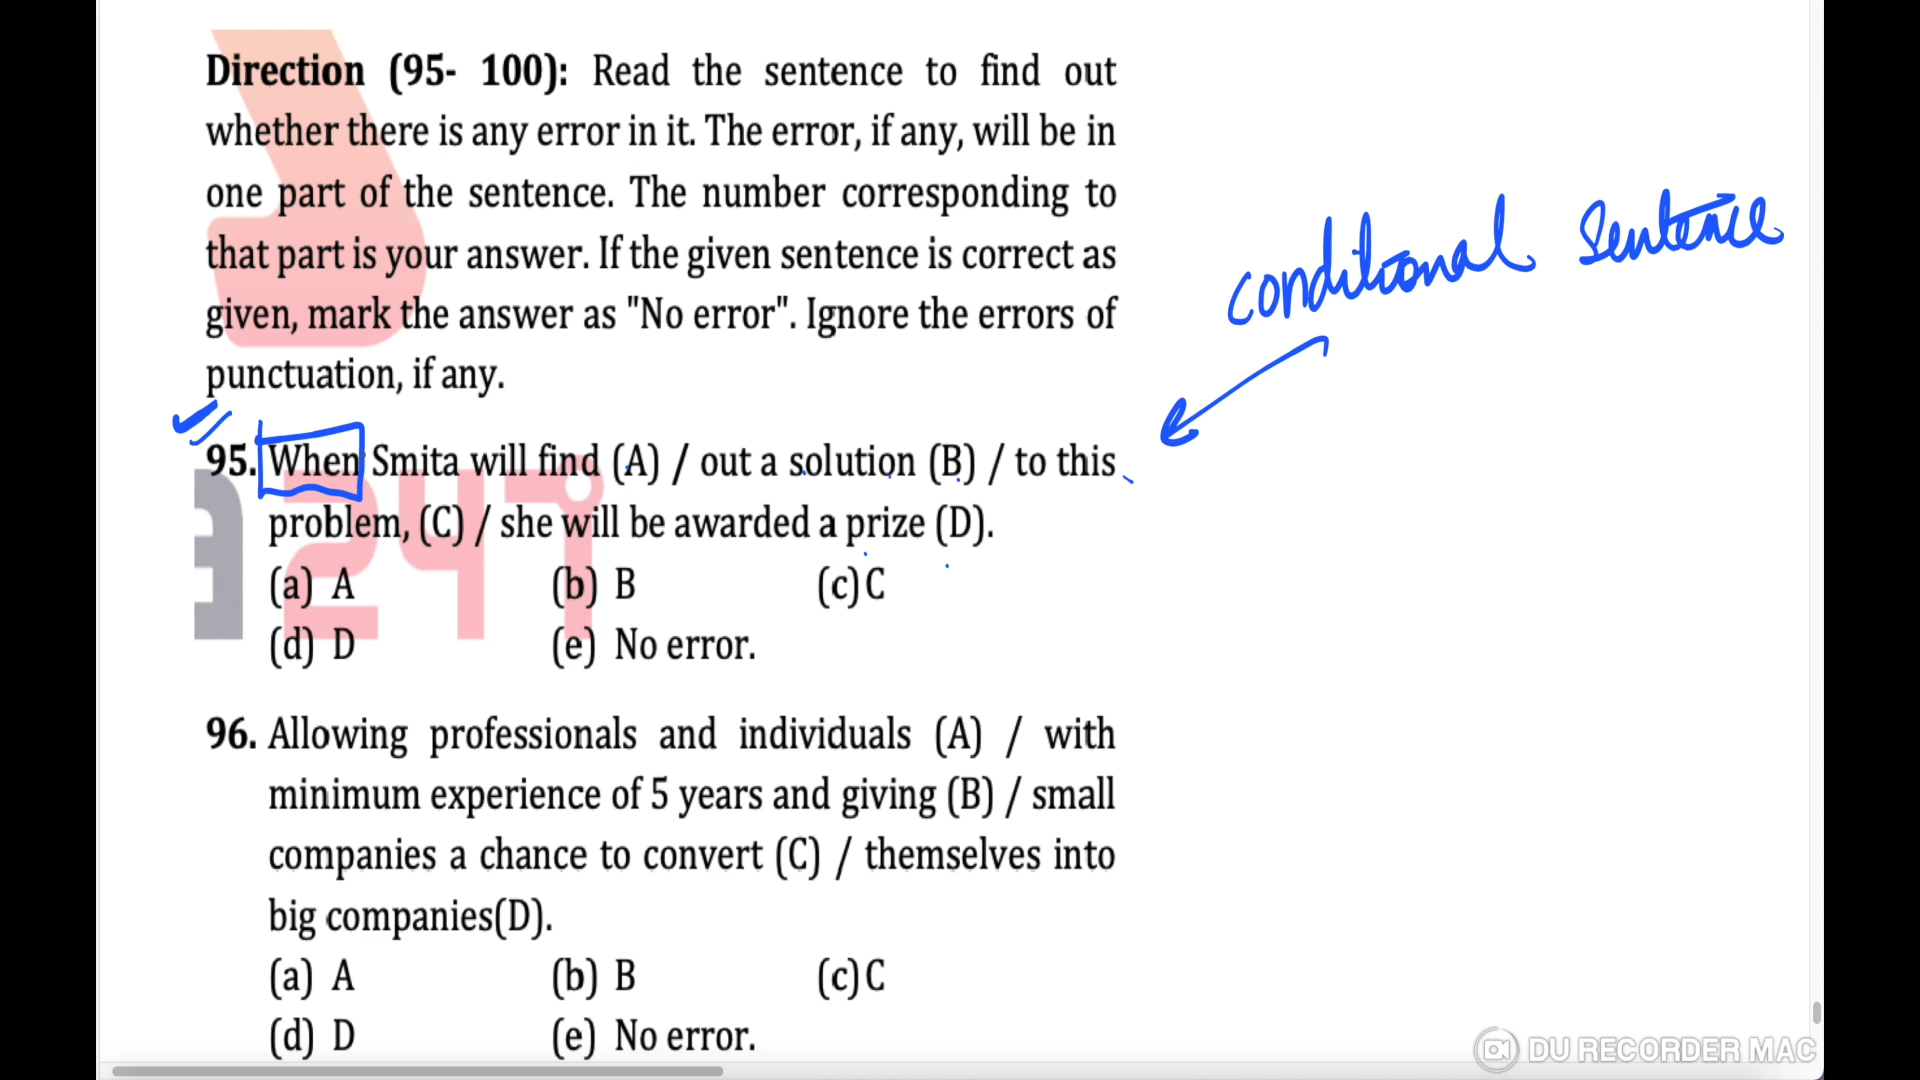 Direction (95- 100): Read the sentence to find out
whether there is any error in it. The error, if any, will be in
one part of the sentence. The number corresponding to
that part is your answer. If the given sentence is correct as
given, mark the answer as "No error". Ignore the errors of
punctuation, if any.
conditional Sentence
95. When Smita will find (A) / out a solution (B) / to this
problem, (C) / she will be awarded a prize (D).
(a) A (b) B (c) C
(d) D (e) No error.
96. Allowing professionals and individuals (A) / with
minimum experience of 5 years and giving (B) / small
companies a chance to convert (C) / themselves into
big companies(D).
(a) A (b) B (c) C
(d) D (e) No error.
247
DU RECORDER MAC